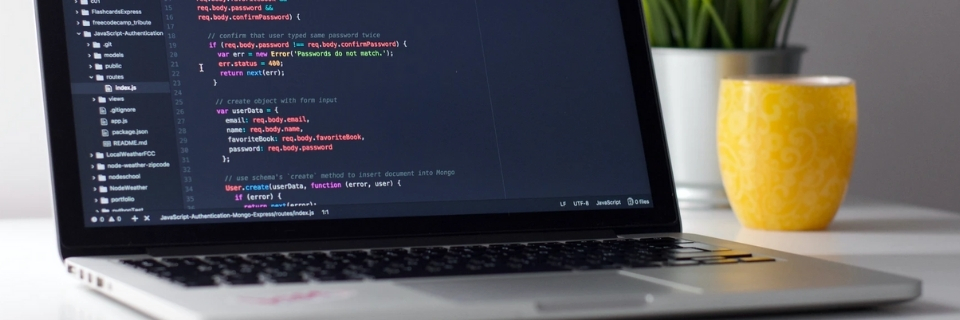 FlashcardsExpress
freecodecamp_tribute
JavaScript-Authentication
.git
models
public
routes
index.js
views
.gitignore
app.js
package.json
README.md
LocalWeatherFCC
node-weather-zipcode
nodeschool
NodeWeather
portfolio
15 req.body.password &&
16 req.body.confirmPassword) {
17
18 // confirm that user typed same password twice
19 if (req.body.password !== req.body.confirmPassword) {
20 var err = new Error('Passwords do not match.');
21 err.status = 400;
22 return next(err);
23 }
24
25 // create object with form input
26 var userData = {
27 email: req.body.email,
28 name: req.body.name,
29 favoriteBook: req.body.favoriteBook,
30 password: req.body.password
31 };
32
33 // use schema's `create` method to insert document into Mongo
34 User.create(userData, function (error, user) {
35 if (error) {
return next(error);
0 0 JavaScript-Authentication-Mongo-Express/routes/index.js 1:1 LF UTF-8 JavaScript 0 files